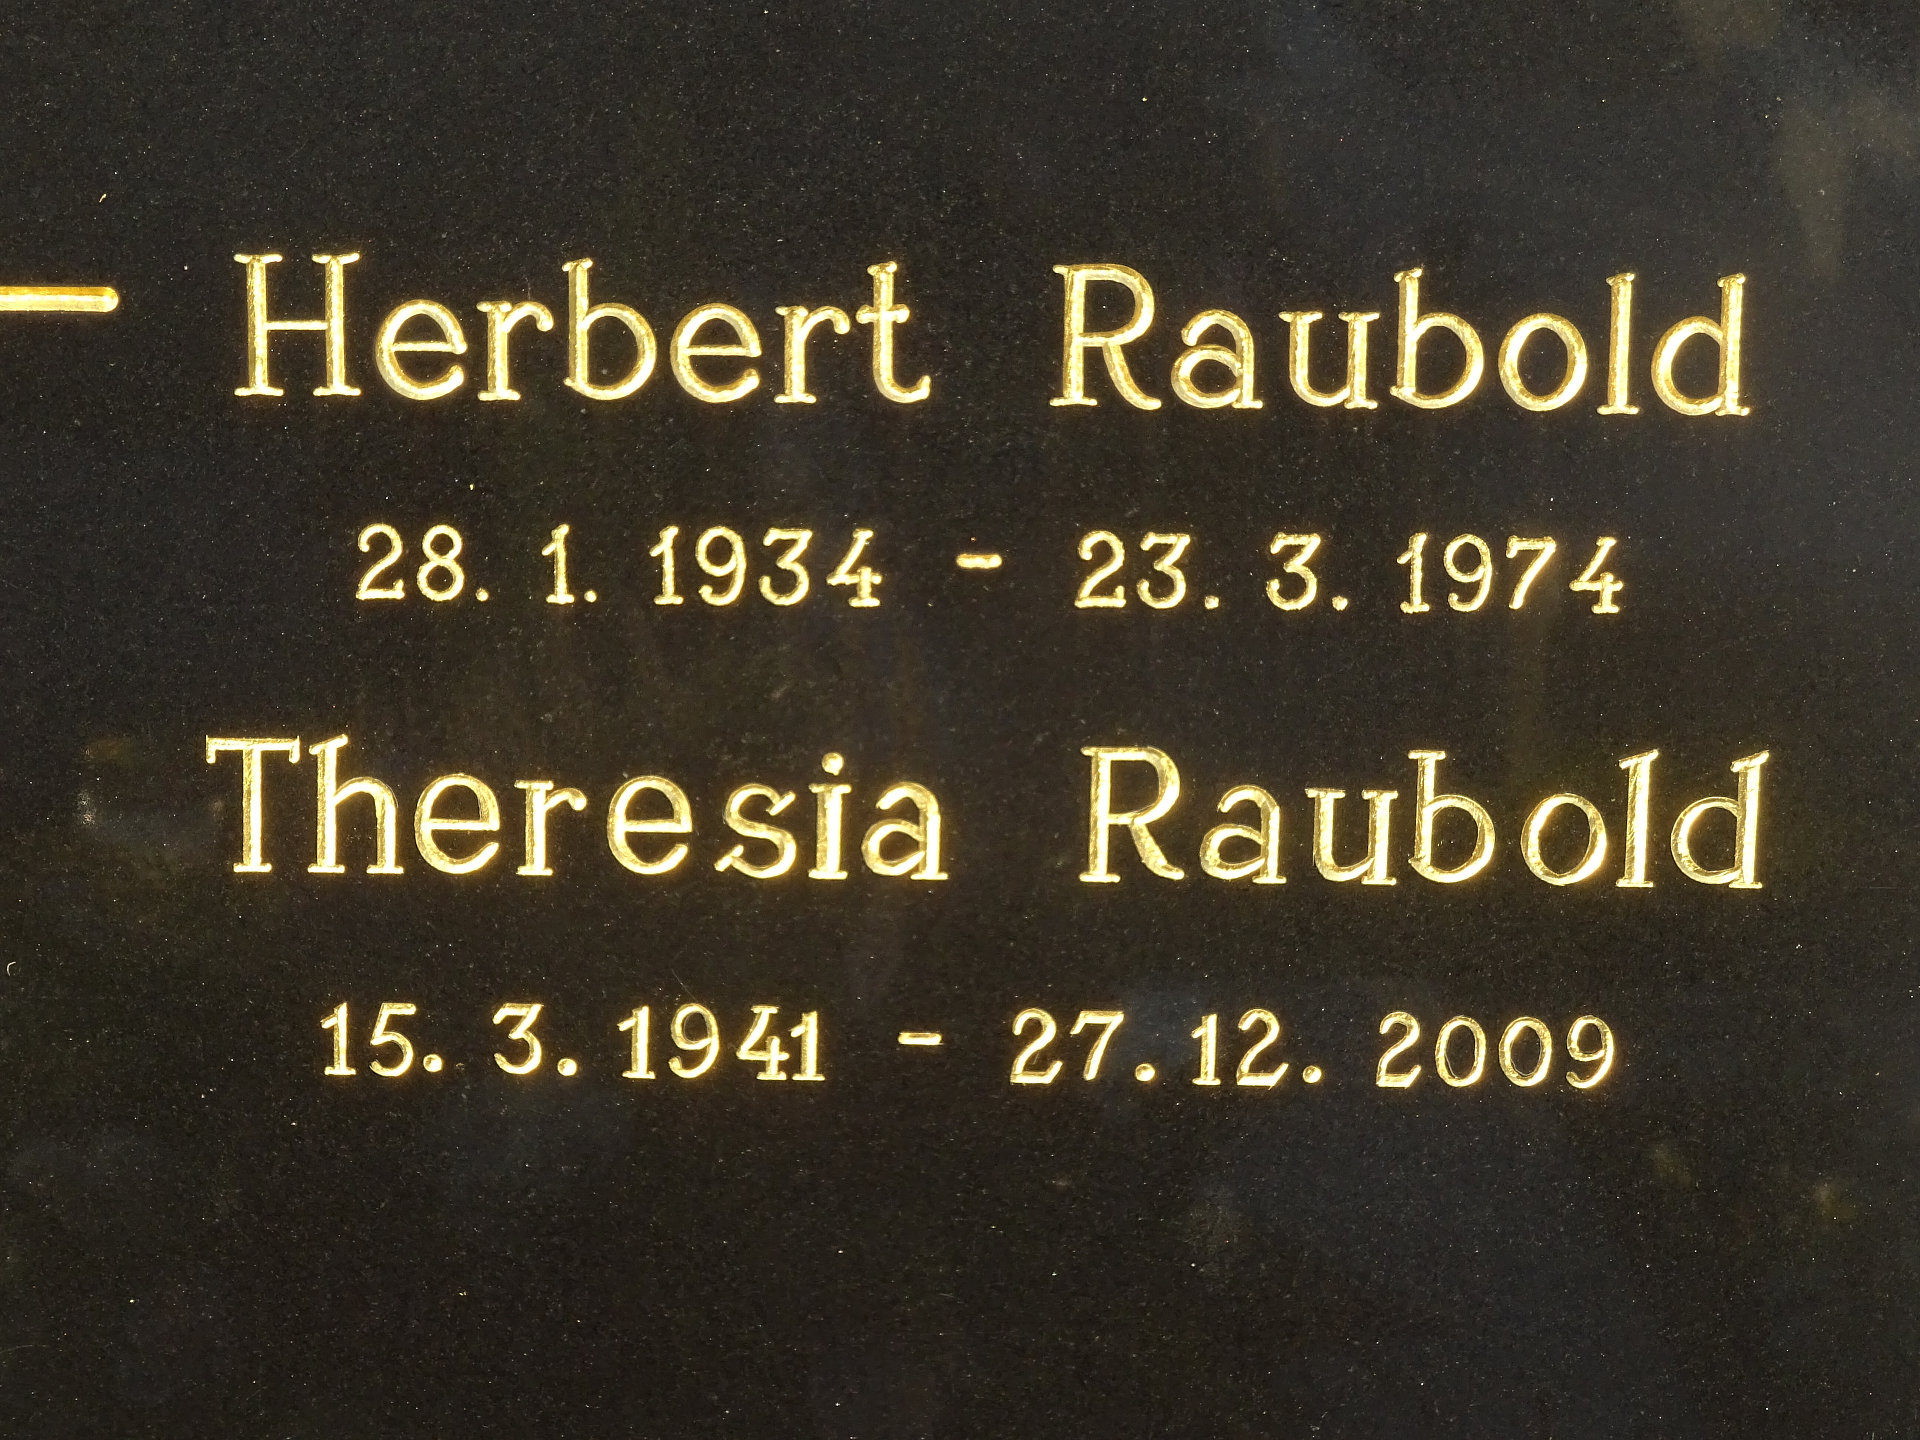 Herbert Raubold
28. 1. 1934 - 23. 3. 1974
Theresia Raubold
15. 3. 1941 - 27. 12. 2009